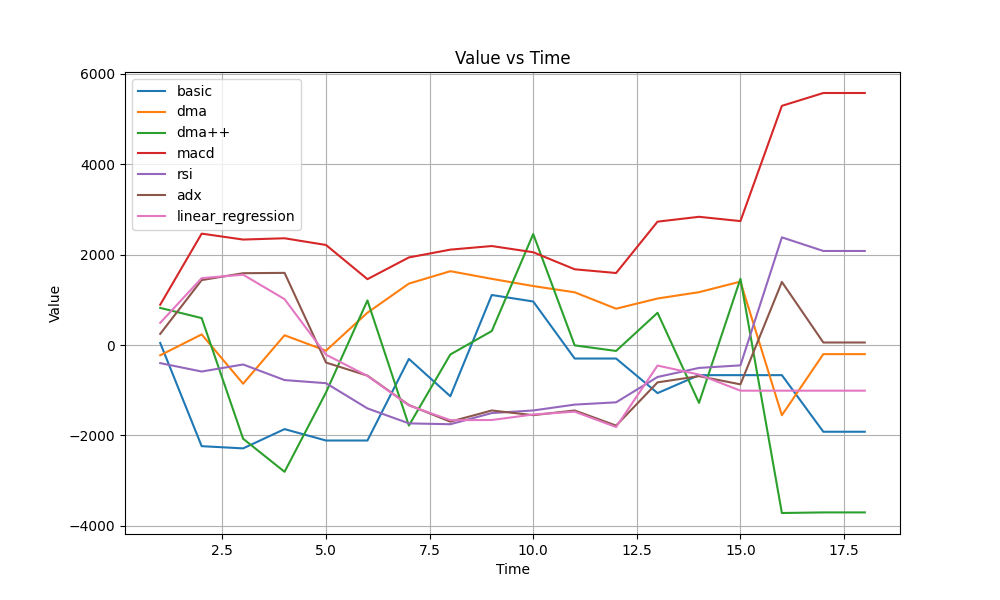 Value vs Time
6000
4000
2000
0
−2000
−4000
Value
basic
dma
dma++
macd
rsi
adx
linear_regression
2.5 5.0 7.5 10.0 12.5 15.0 17.5
Time